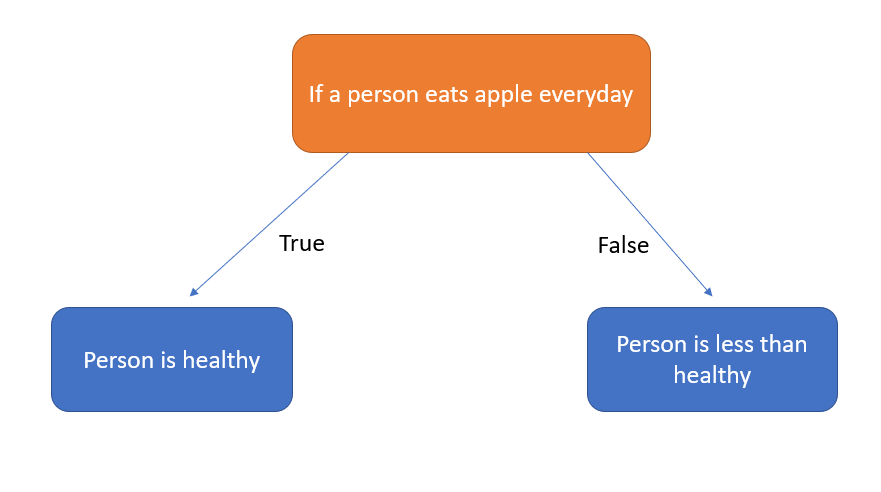 If a person eats apple everyday
True
False
Person is healthy
Person is less than
healthy